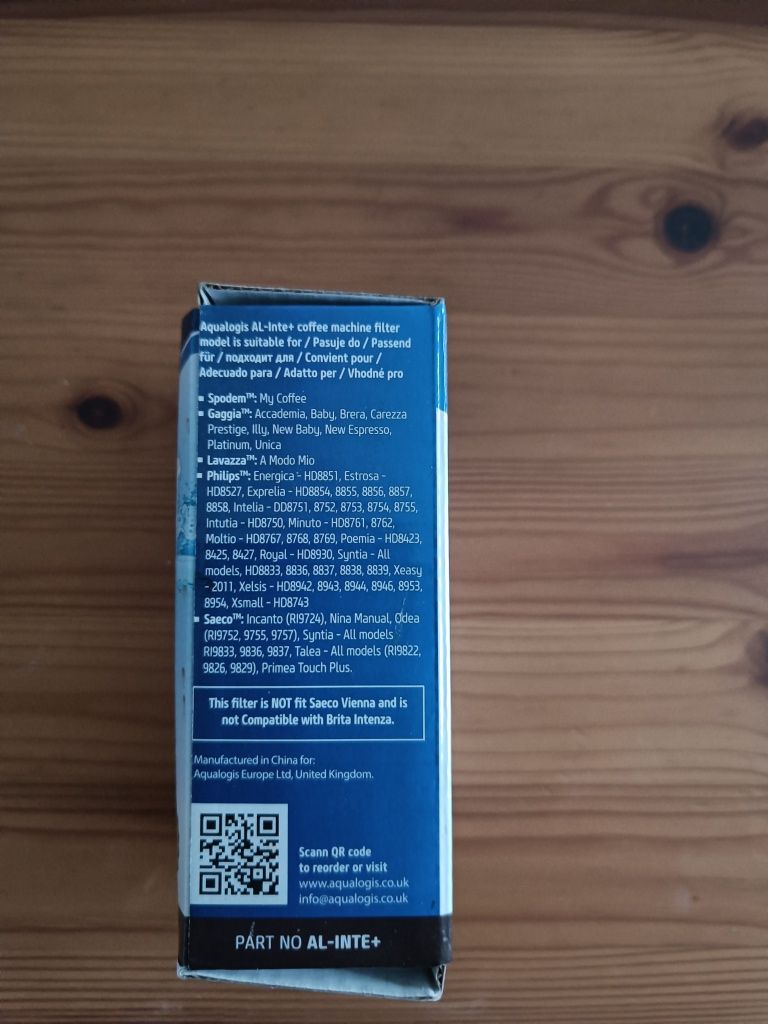 Aqualogis AL-Inte+ coffee machine filter
model is suitable for / Pasuje do / Passend
für / подходит для / Convient pour /
Adecuado para / Adatto per / Vhodné pro
▪ Spodem™: My Coffee
▪ Gaggia™: Accademia, Baby, Brera, Carezza
Prestige, Illy, New Baby, New Espresso,
Platinum, Unica
▪ Lavazza™: A Modo Mio
▪ Philips™: Energica - HD8851, Estrosa -
HD8527, Exprelia - HD8854, 8855, 8856, 8857,
8858, Intelia - DD8751, 8752, 8753, 8754, 8755,
Intutia - HD8750, Minuto - HD8761, 8762,
Moltio - HD8767, 8768, 8769, Poemia - HD8423,
8425, 8427, Royal - HD8930, Syntia - All
models, HD8833, 8836, 8837, 8838, 8839, Xeasy
- 2011, Xelsis - HD8942, 8943, 8944, 8946, 8953,
8954, Xsmall - HD8743
▪ Saeco™: Incanto (RI9724), Nina Manual, Odea
(RI9752, 9755, 9757), Syntia - All models
RI9833, 9836, 9837, Talea - All models (RI9822,
9826, 9829), Primea Touch Plus.
This filter is NOT fit Saeco Vienna and is
not Compatible with Brita Intenza.
Manufactured in China for:
Aqualogis Europe Ltd, United Kingdom.
Scann QR code
to reorder or visit
www.aqualogis.co.uk
info@aqualogis.co.uk
PART NO AL-INTE+